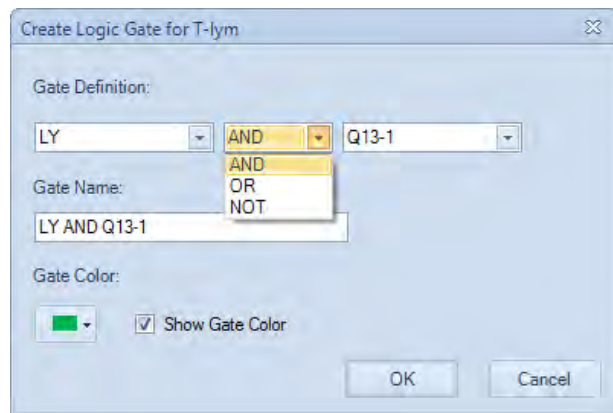 Create Logic Gate for T-lym
Gate Definition:
LY AND Q13-1
AND
OR
NOT
Gate Name:
LY AND Q13-1
Gate Color:
Show Gate Color
OK Cancel